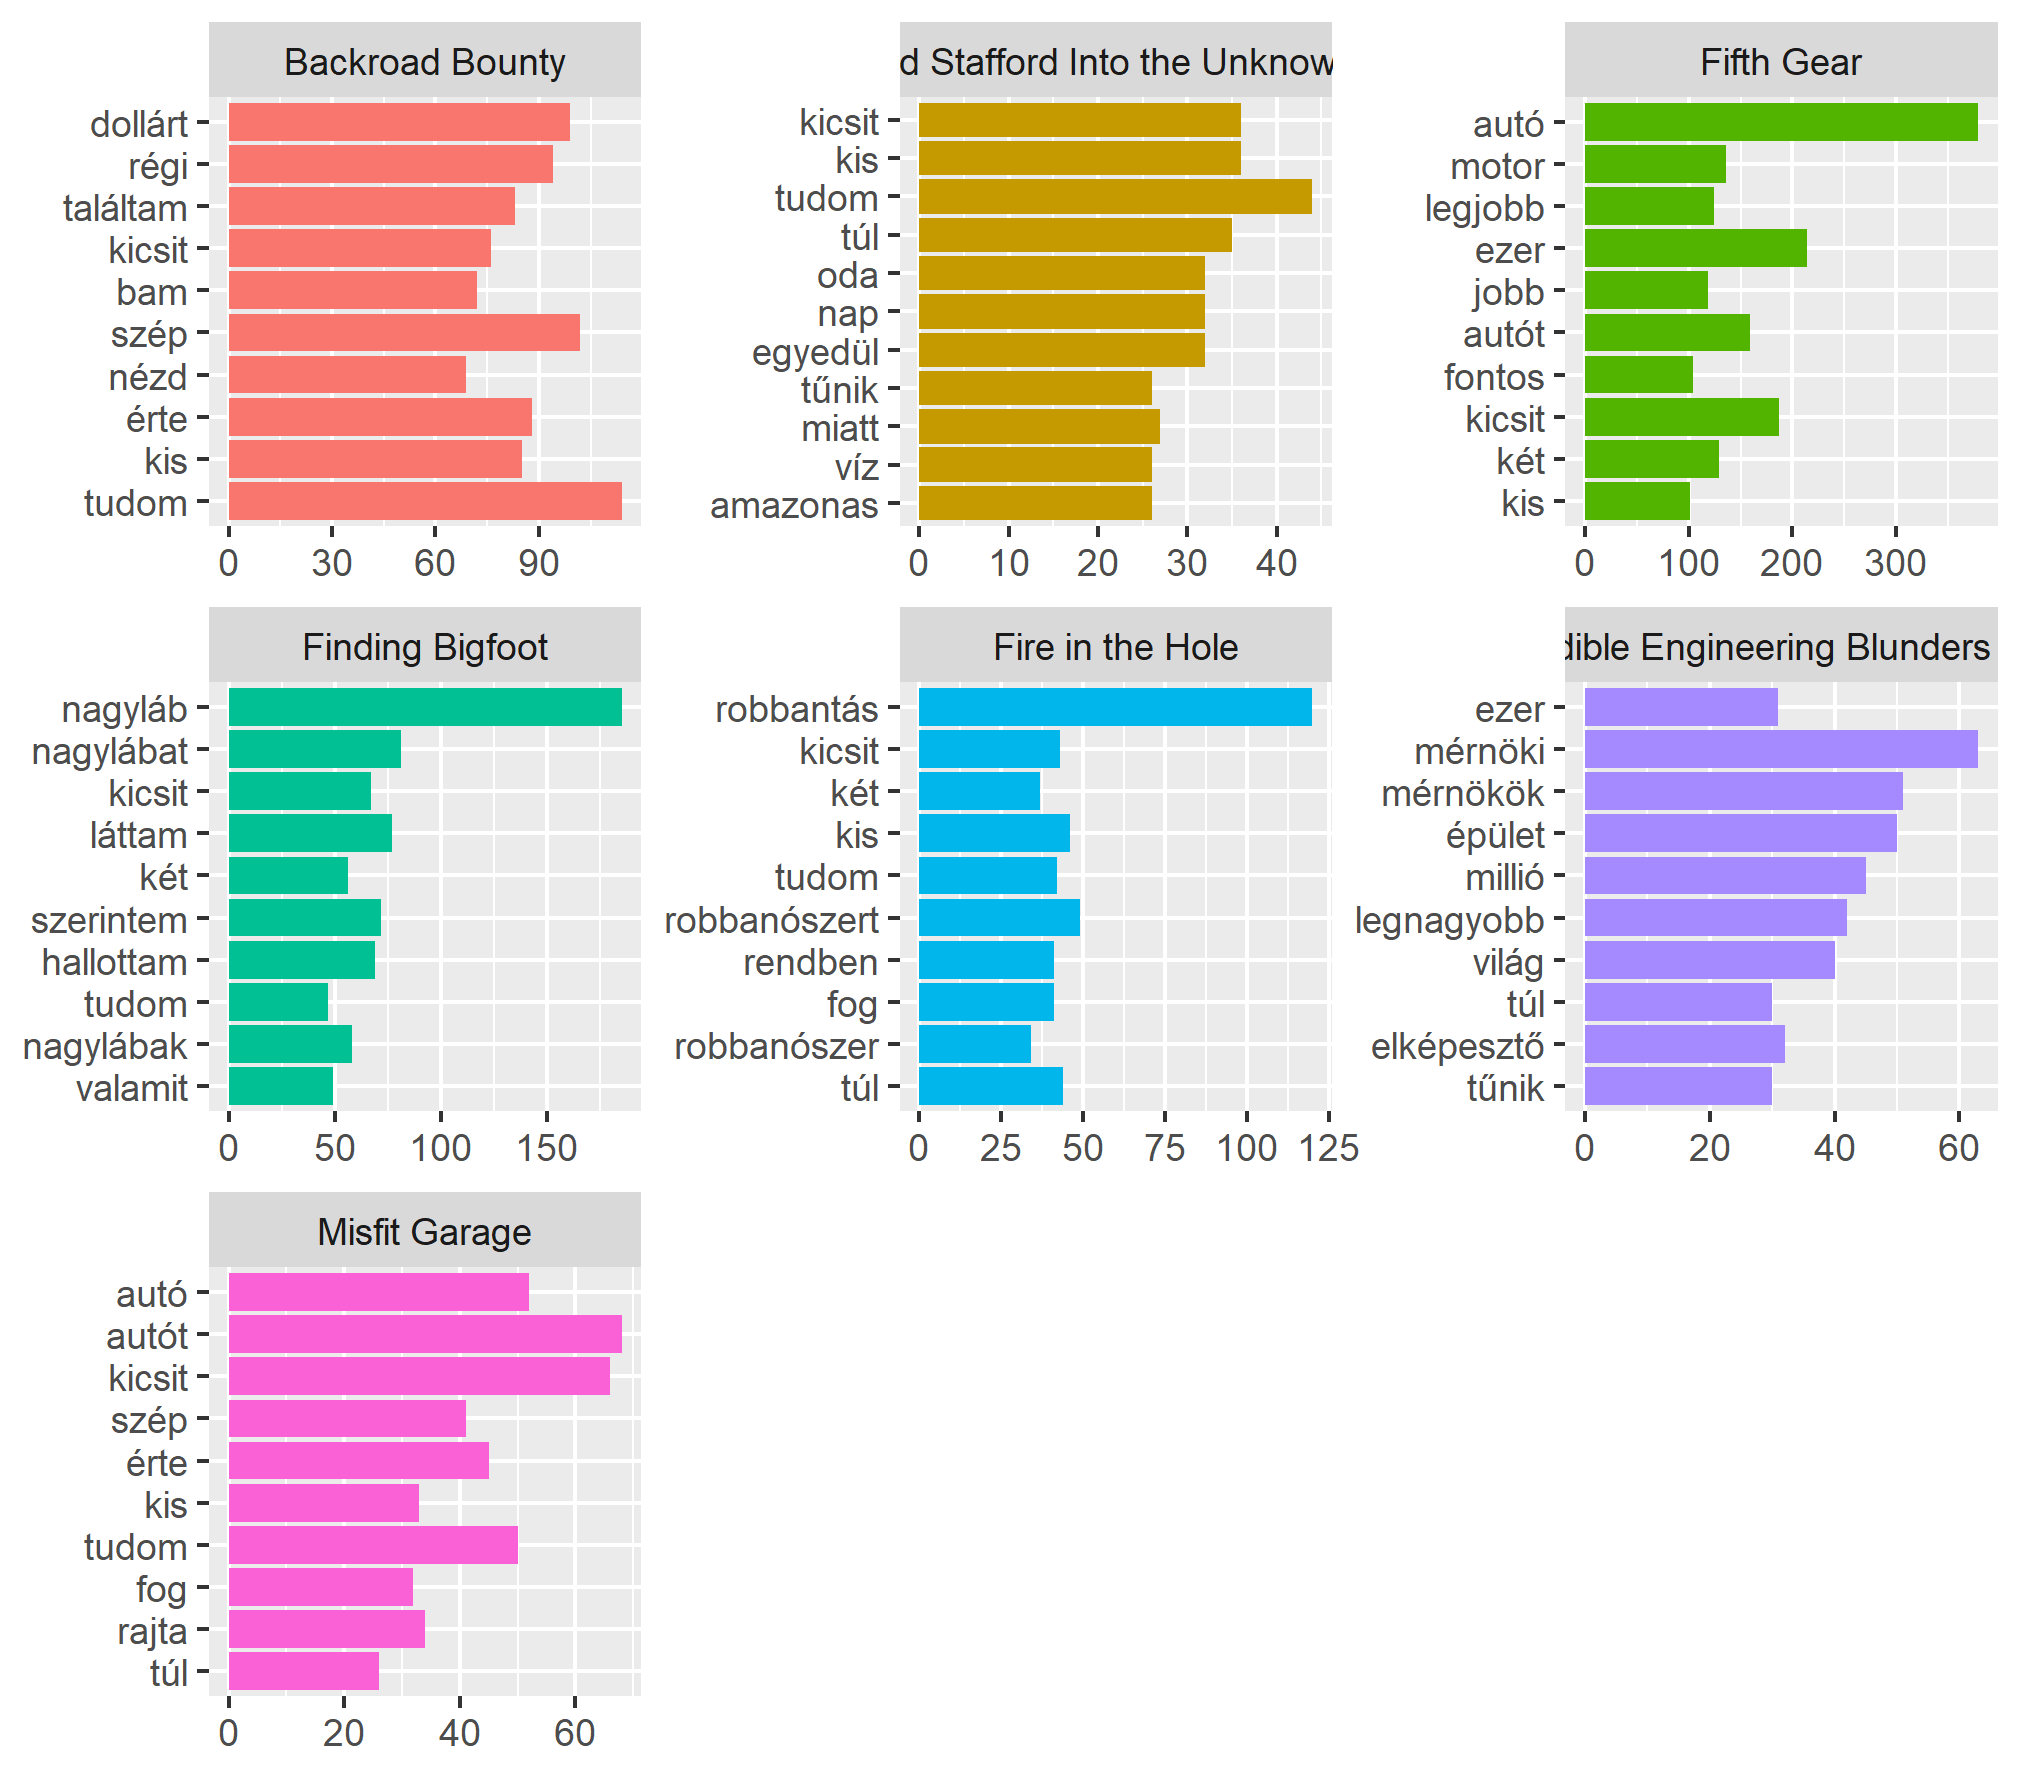 Backroad Bounty
dollárt
régi
találtam
kicsit
bam
szép
nézd
érte
kis
tudom
0 30 60 90
d Stafford Into the Unknow
kicsit
kis
tudom
túl
oda
nap
egyedül
tűnik
miatt
víz
amazonas
0 10 20 30 40
Fifth Gear
autó
motor
legjobb
ezer
jobb
autót
fontos
kicsit
két
kis
0 100 200 300
Finding Bigfoot
nagyláb
nagylábat
kicsit
láttam
két
szerintem
hallottam
tudom
nagylábak
valamit
0 50 100 150
Fire in the Hole
robbantás
kicsit
két
kis
tudom
robbanószert
rendben
fog
robbanószer
túl
0 25 50 75 100 125
dible Engineering Blunders
ezer
mérnöki
mérnökök
épület
millió
legnagyobb
világ
túl
elképesztő
tűnik
0 20 40 60
Misfit Garage
autó
autót
kicsit
szép
érte
kis
tudom
fog
rajta
túl
0 20 40 60